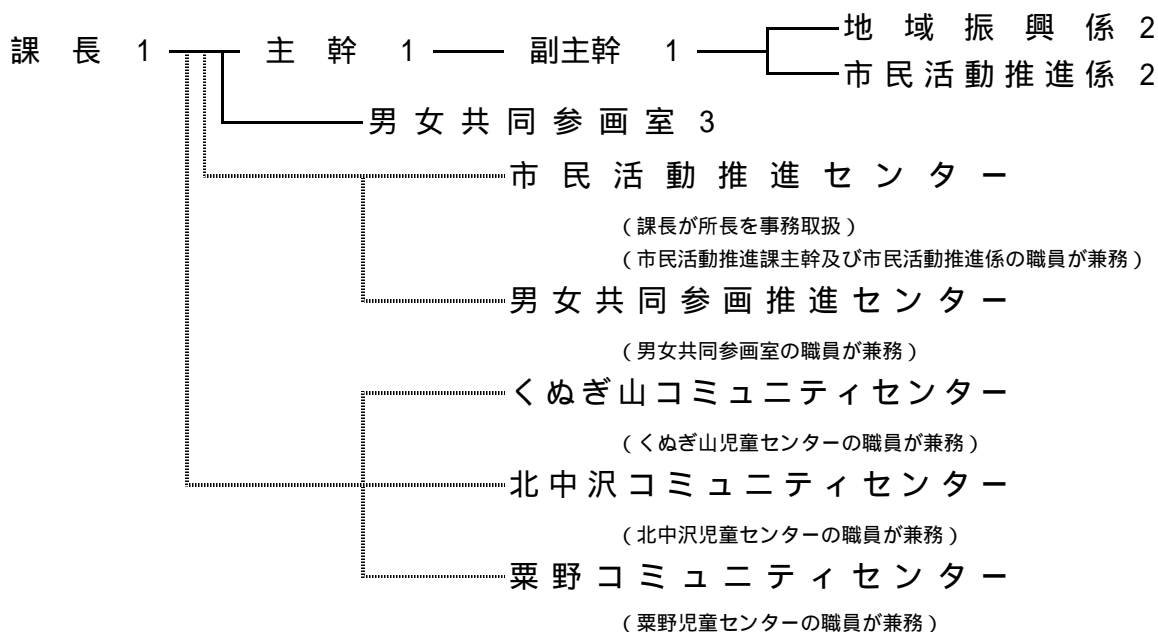 地域振興係 2
課長 1 主幹 1 副主幹 1
市民活動推進係 2
男女共同参画室 3
市民活動推進センター
(課長が所長を事務取扱)
(市民活動推進課主幹及び市民活動推進係の職員が兼務)
男女共同参画推進センター
(男女共同参画室の職員が兼務)
くぬぎ山コミュニティセンター
(くぬぎ山児童センターの職員が兼務)
北中沢コミュニティセンター
(北中沢児童センターの職員が兼務)
粟野コミュニティセンター
(粟野児童センターの職員が兼務)